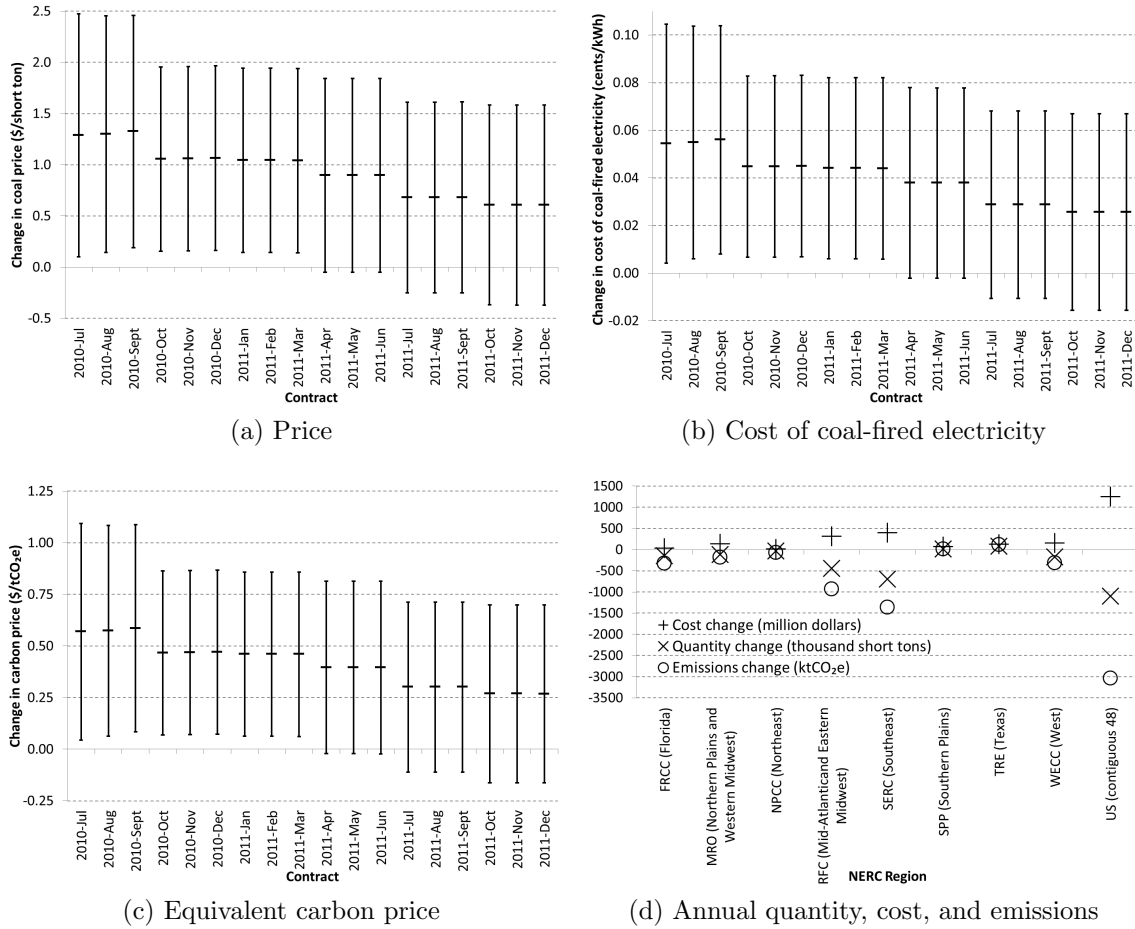 2.5
2.0
1.5
1.0
0.5
0.0
-0.5
Change in coal price ($/short ton)
2010-Jul
2010-Aug
2010-Sept
2010-Oct
2010-Nov
2010-Dec
2011-Jan
2011-Feb
2011-Mar
2011-Apr
2011-May
2011-Jun
2011-Jul
2011-Aug
2011-Sept
2011-Oct
2011-Nov
2011-Dec
Contract
(a) Price
0.10
0.08
0.06
0.04
0.02
0.00
-0.02
Change in cost of coal-fired electricity (cents/kWh)
2010-Jul
2010-Aug
2010-Sept
2010-Oct
2010-Nov
2010-Dec
2011-Jan
2011-Feb
2011-Mar
2011-Apr
2011-May
2011-Jun
2011-Jul
2011-Aug
2011-Sept
2011-Oct
2011-Nov
2011-Dec
Contract
(b) Cost of coal-fired electricity
1.25
1.00
0.75
0.50
0.25
0.00
-0.25
Change in carbon price ($/tCO₂e)
2010-Jul
2010-Aug
2010-Sept
2010-Oct
2010-Nov
2010-Dec
2011-Jan
2011-Feb
2011-Mar
2011-Apr
2011-May
2011-Jun
2011-Jul
2011-Aug
2011-Sept
2011-Oct
2011-Nov
2011-Dec
Contract
(c) Equivalent carbon price
1500
1000
500
0
-500
-1000
-1500
-2000
-2500
-3000
-3500
Cost change (million dollars)
Quantity change (thousand short tons)
Emissions change (ktCO₂e)
FRCC (Florida)
MRO (Northern Plains and
Western Midwest)
NPCC (Northeast)
RFC (Mid-Atlanticand Eastern
Midwest)
SERC (Southeast)
SPP (Southern Plains)
TRE (Texas)
WECC (West)
US (contiguous 48)
NERC Region
(d) Annual quantity, cost, and emissions